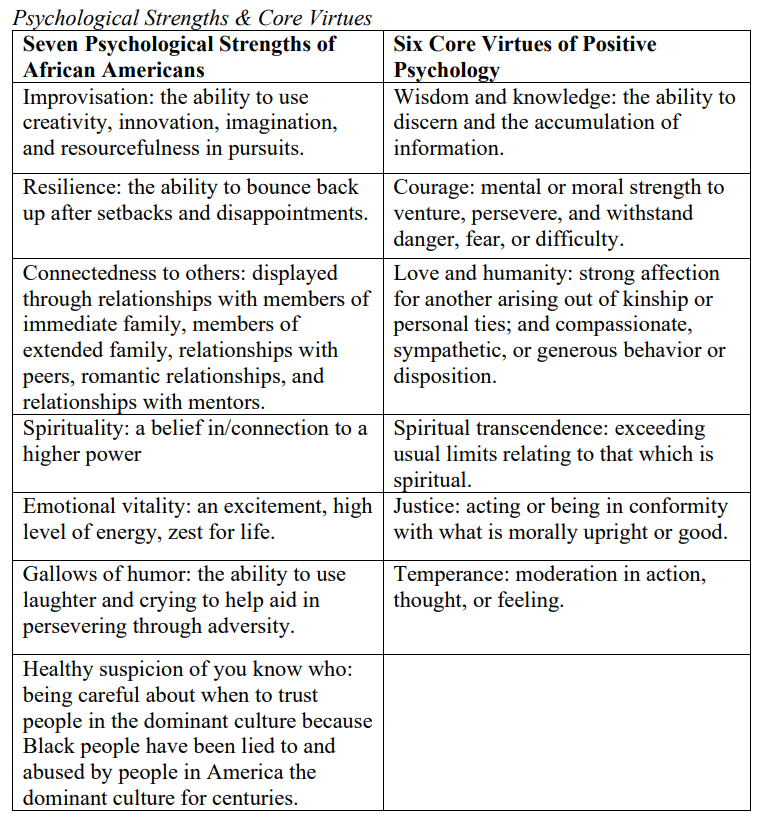 Psychological Strengths & Core Virtues
Seven Psychological Strengths of
African Americans
Six Core Virtues of Positive
Psychology
Improvisation: the ability to use
creativity, innovation, imagination,
and resourcefulness in pursuits.
Wisdom and knowledge: the ability to
discern and the accumulation of
information.
Resilience: the ability to bounce back
up after setbacks and disappointments.
Courage: mental or moral strength to
venture, persevere, and withstand
danger, fear, or difficulty.
Connectedness to others: displayed
through relationships with members of
immediate family, members of
extended family, relationships with
peers, romantic relationships, and
relationships with mentors.
Love and humanity: strong affection
for another arising out of kinship or
personal ties; and compassionate,
sympathetic, or generous behavior or
disposition.
Spirituality: a belief in/connection to a
higher power
Spiritual transcendence: exceeding
usual limits relating to that which is
spiritual.
Emotional vitality: an excitement, high
level of energy, zest for life.
Justice: acting or being in conformity
with what is morally upright or good.
Gallows of humor: the ability to use
laughter and crying to help aid in
persevering through adversity.
Temperance: moderation in action,
thought, or feeling.
Healthy suspicion of you know who:
being careful about when to trust
people in the dominant culture because
Black people have been lied to and
abused by people in America the
dominant culture for centuries.